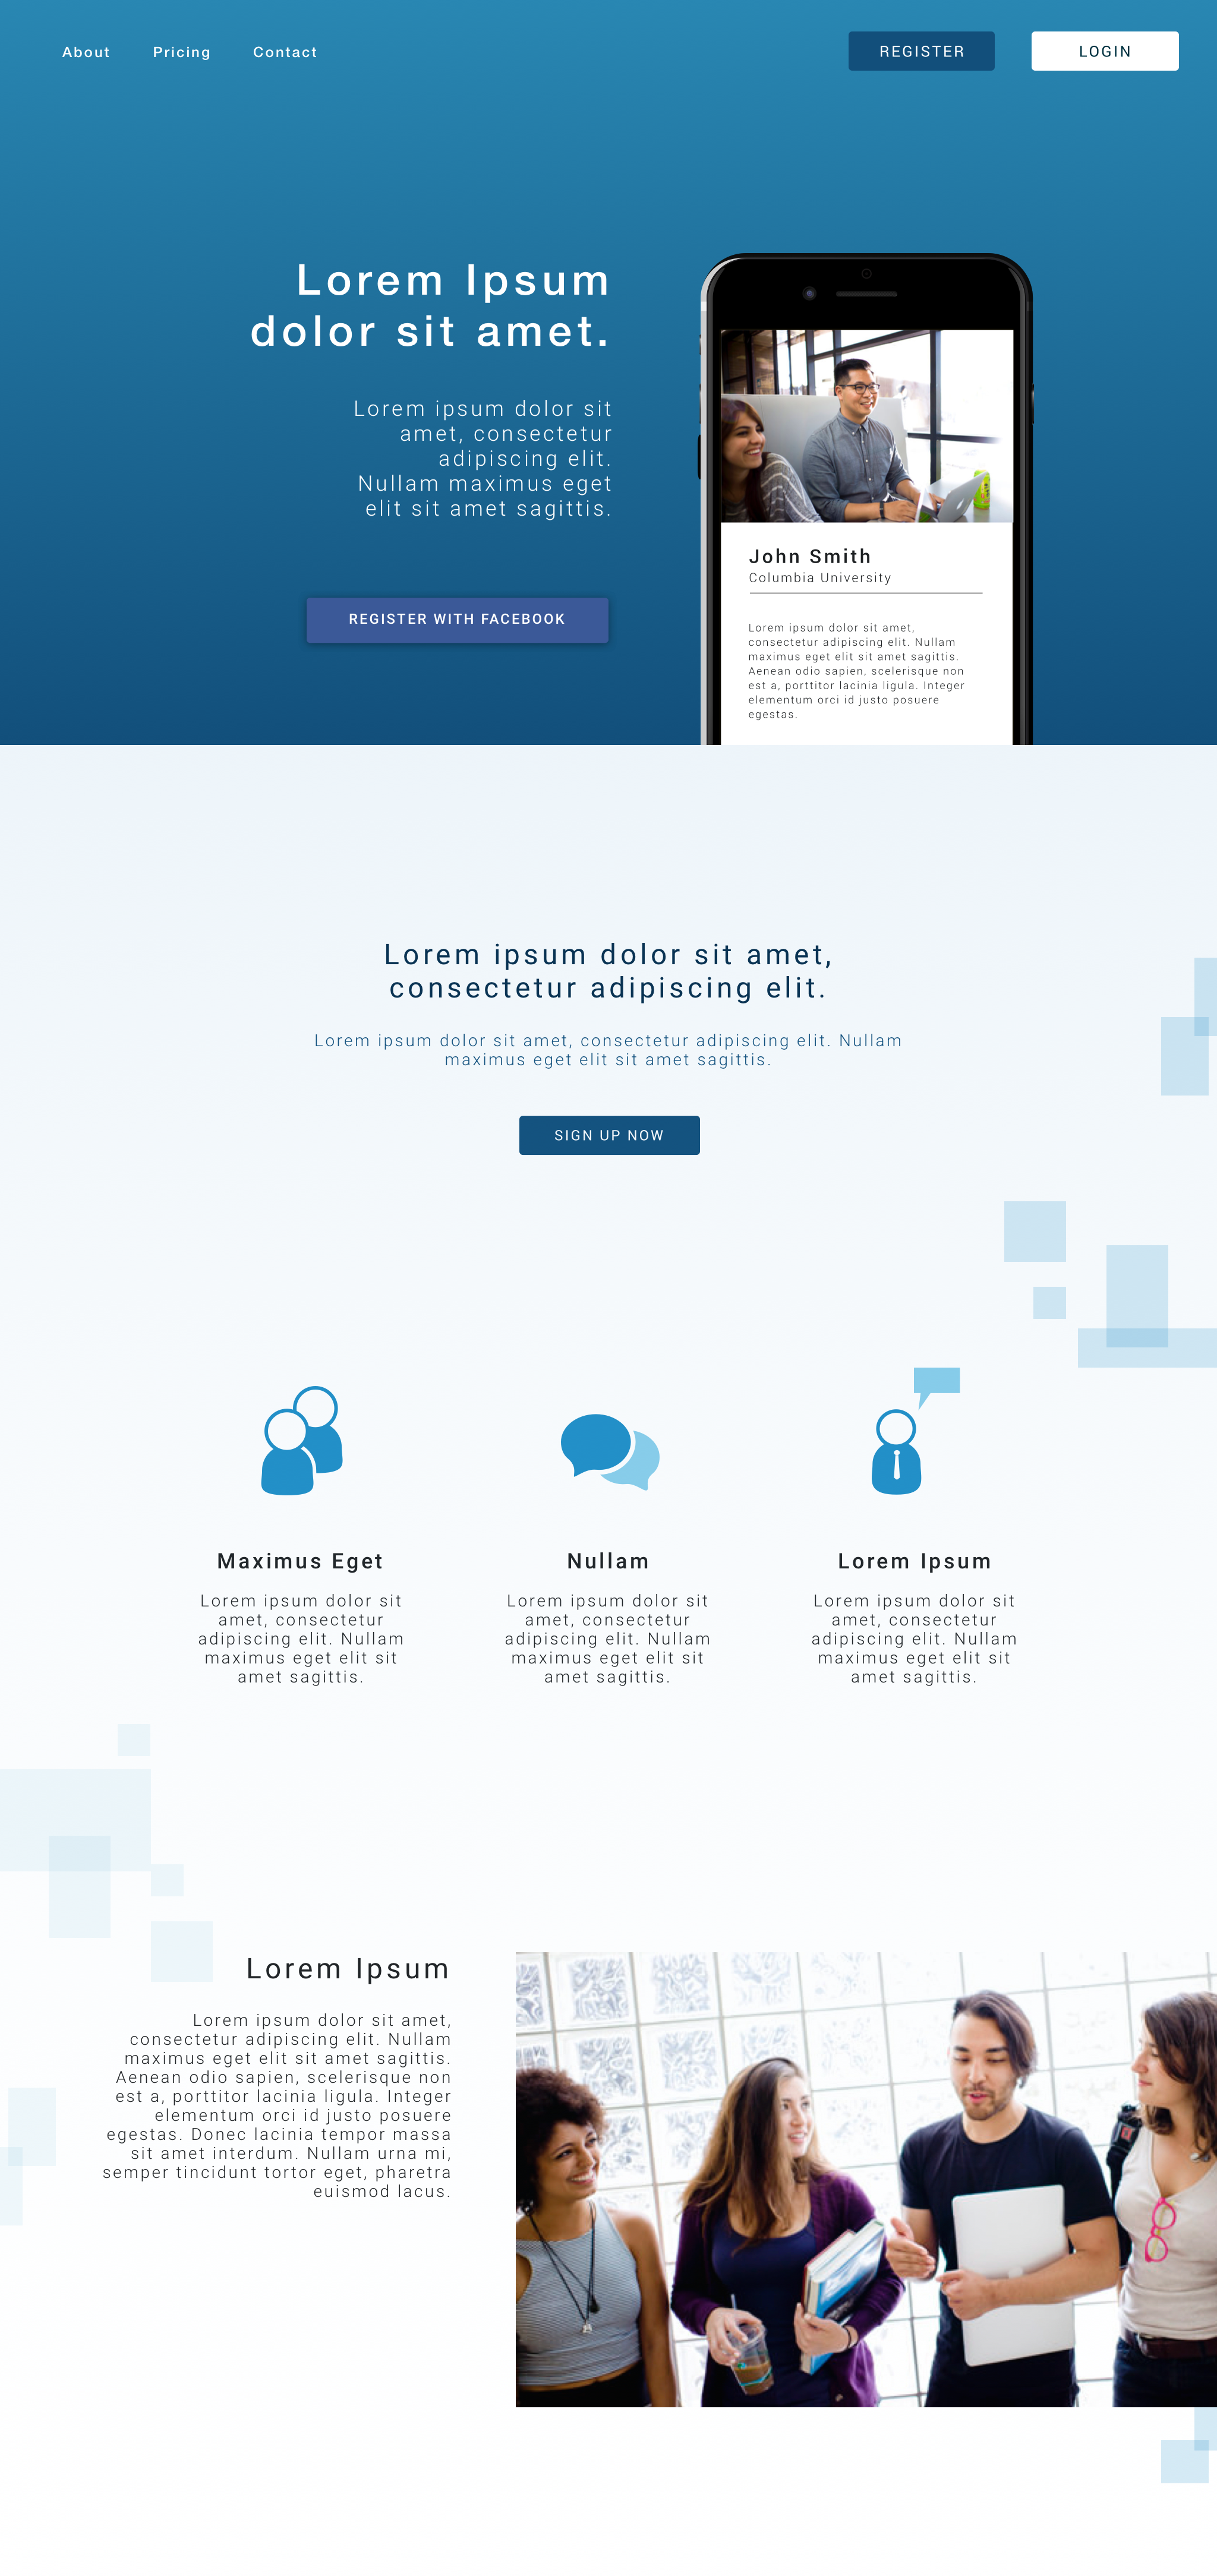 About Pricing Contact REGISTER LOGIN
Lorem Ipsum
dolor sit amet.
Lorem ipsum dolor sit
amet, consectetur
adipiscing elit.
Nullam maximus eget
elit sit amet sagittis.
REGISTER WITH FACEBOOK
John Smith
Columbia University
Lorem ipsum dolor sit amet,
consectetur adipiscing elit. Nullam
maximus eget elit sit amet sagittis.
Aenean odio sapien, scelerisque non
est a, porttitor lacinia ligula. Integer
elementum orci id justo posuere
egestas.
Lorem ipsum dolor sit amet,
consectetur adipiscing elit.
Lorem ipsum dolor sit amet, consectetur adipiscing elit. Nullam
maximus eget elit sit amet sagittis.
SIGN UP NOW
Maximus Eget
Lorem ipsum dolor sit
amet, consectetur
adipiscing elit. Nullam
maximus eget elit sit
amet sagittis.
Nullam
Lorem ipsum dolor sit
amet, consectetur
adipiscing elit. Nullam
maximus eget elit sit
amet sagittis.
Lorem Ipsum
Lorem ipsum dolor sit
amet, consectetur
adipiscing elit. Nullam
maximus eget elit sit
amet sagittis.
Lorem Ipsum
Lorem ipsum dolor sit amet,
consectetur adipiscing elit. Nullam
maximus eget elit sit amet sagittis.
Aenean odio sapien, scelerisque non
est a, porttitor lacinia ligula. Integer
elementum orci id justo posuere
egestas. Donec lacinia tempor massa
sit amet interdum. Nullam urna mi,
semper tincidunt tortor eget, pharetra
euismod lacus.